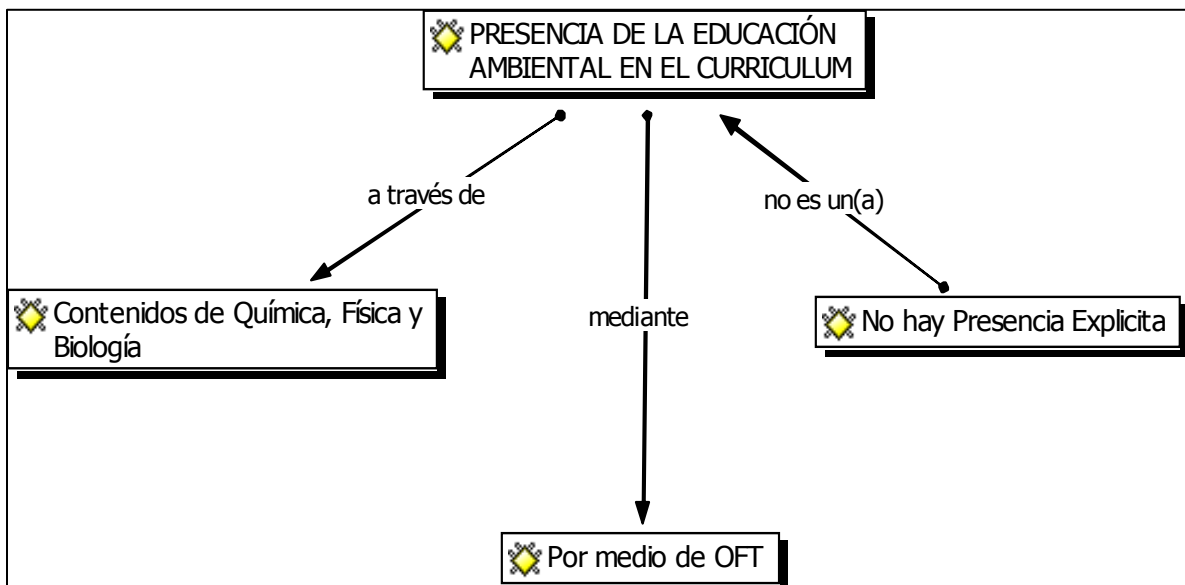 PRESENCIA DE LA EDUCACIÓN
AMBIENTAL EN EL CURRICULUM
a través de
no es un(a)
Contenidos de Química, Física y
Biología
mediante
No hay Presencia Explicita
Por medio de OFT